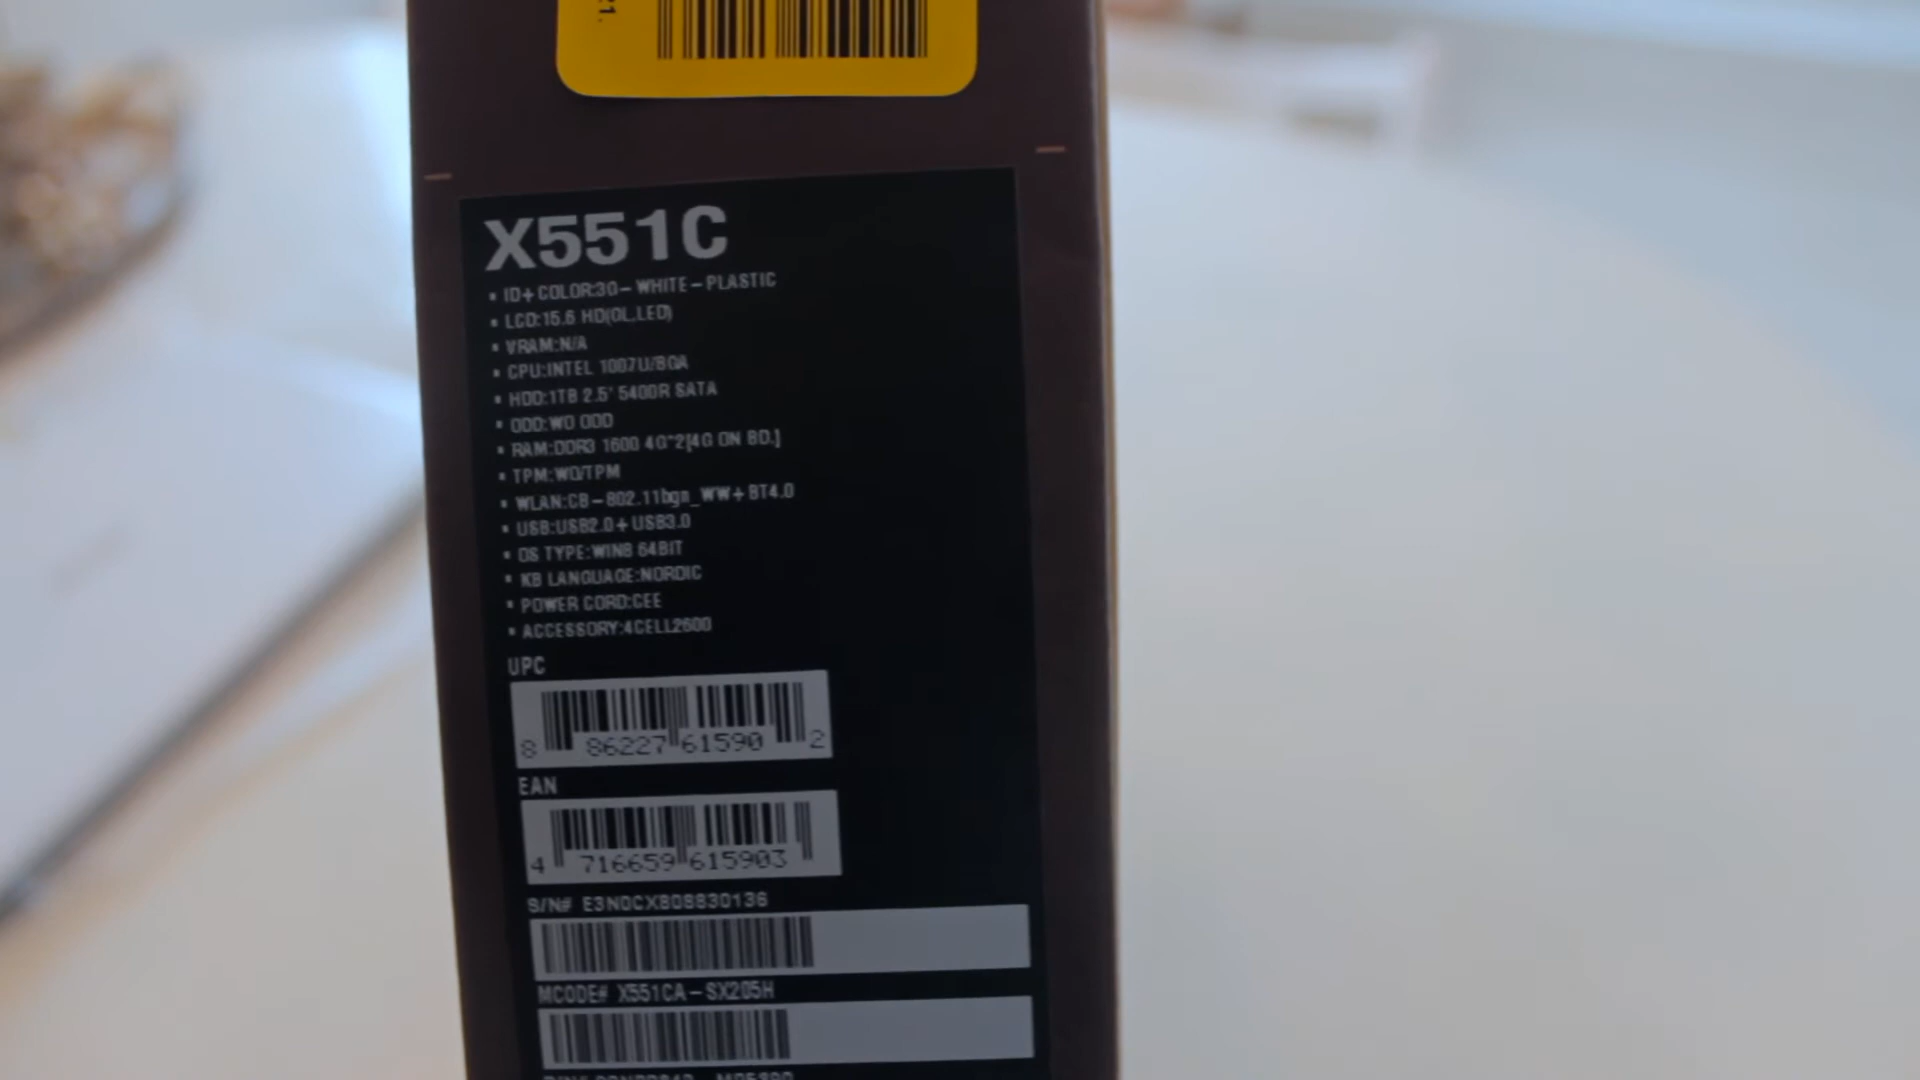 21.
X551C
▪ ID+COLOR:3G-WHITE-PLASTIC
▪ LCD:15.6 HD(GL,LED)
▪ VRAM:N/A
▪ CPU:INTEL 1007U/BGA
▪ HDD:1TB 2.5" 5400R SATA
▪ ODD:WO ODD
▪ RAM:DDR3 1600 4G*2[4G ON BD.]
▪ TPM:WO/TPM
▪ WLAN:CB-802.11bgn_WW+BT4.0
▪ USB:USB2.0+USB3.0
▪ OS TYPE:WIN8 64BIT
▪ KB LANGUAGE:NORDIC
▪ POWER CORD:CEE
▪ ACCESSORY:4CELL2600
UPC
8 86227 61590 2
EAN
4 716659 615903
S/N# E3N0CX808830136
MCODE# X551CA-SX205H